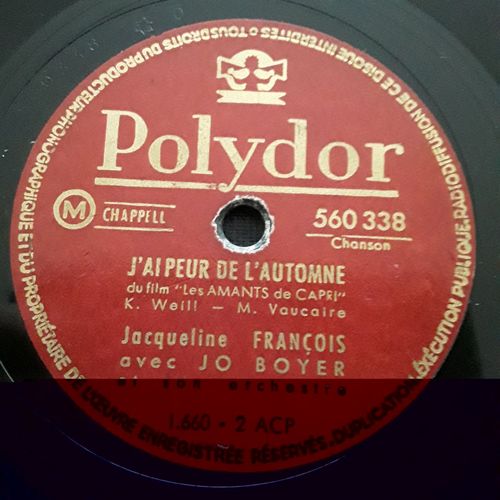 Polydor
M CHAPPELL
560 338
Chanson
J'AI PEUR DE L'AUTOMNE
du film "Les AMANTS de CAPRI"
K. Weill - M. Vaucaire
Jacqueline FRANÇOIS
avec JO BOYER
et son orchestre
1.660 • 2 ACP
TOUS DROITS DU PRODUCTEUR PHONOGRAPHIQUE ET DU PROPRIÉTAIRE DE L'ŒUVRE ENREGISTRÉE RÉSERVÉS. DUPLICATION, EXÉCUTION PUBLIQUE, RADIODIFFUSION DE CE DISQUE INTERDITES